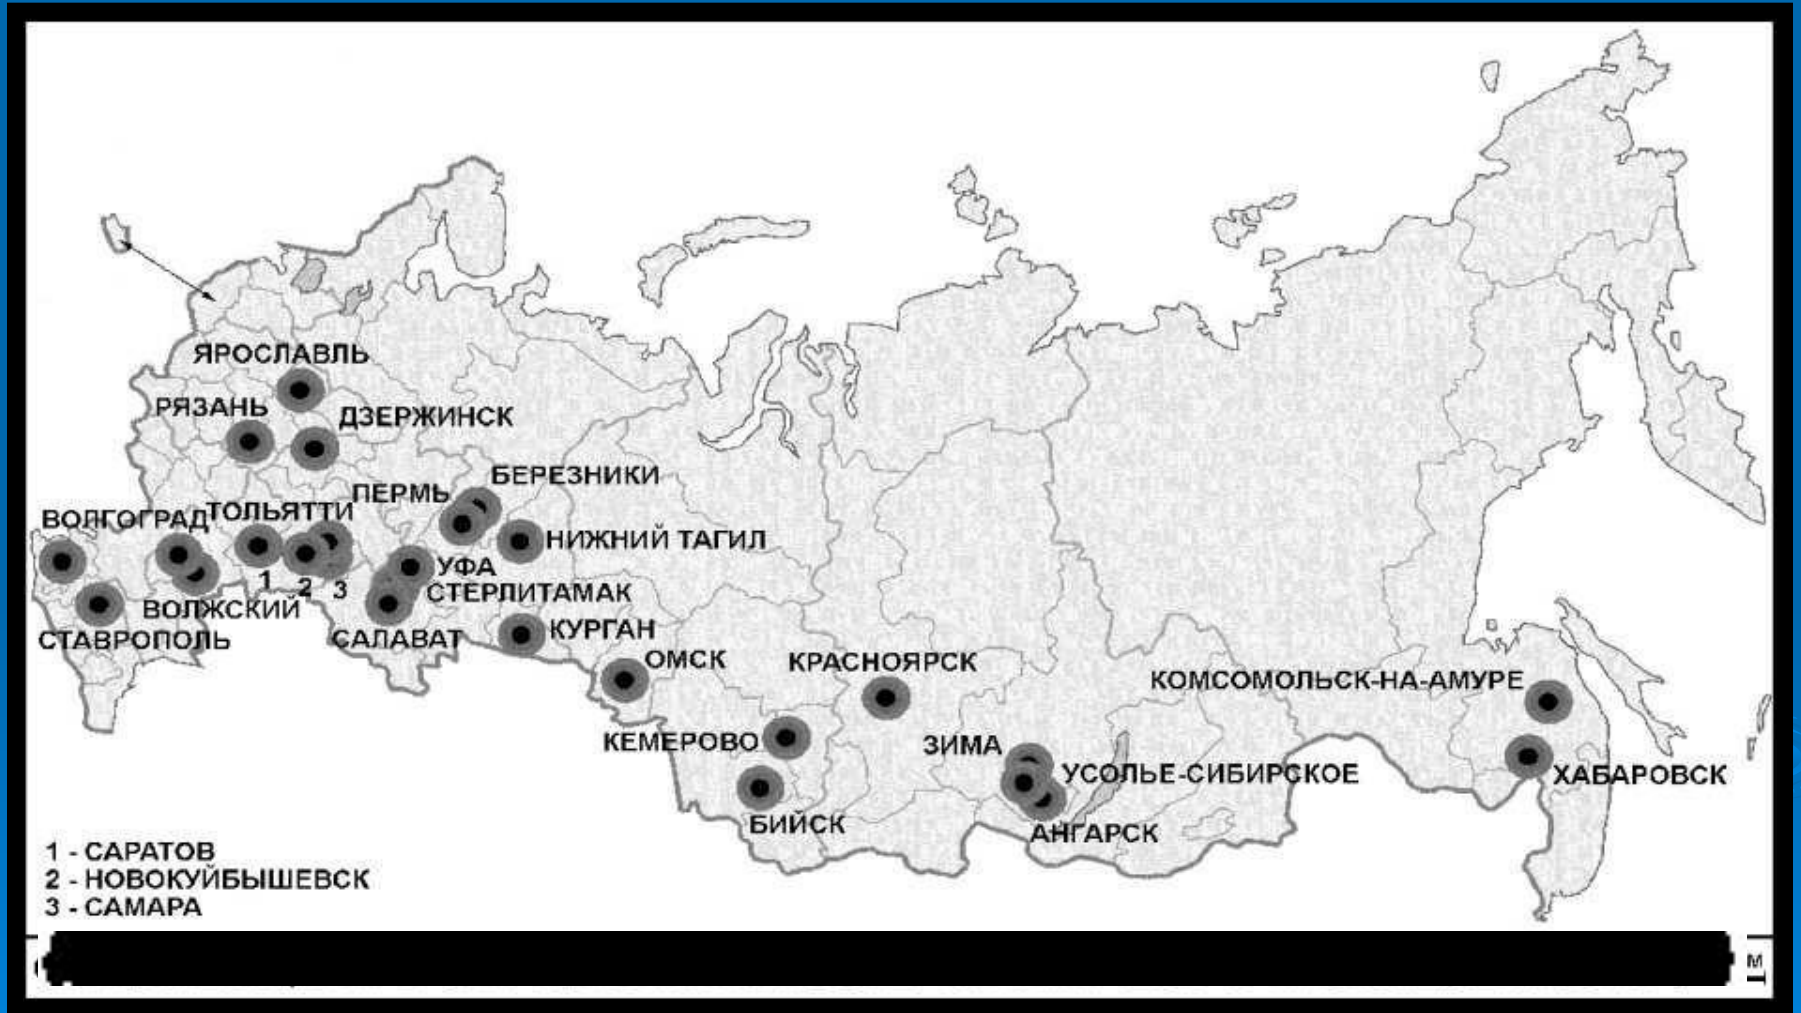 ЯРОСЛАВЛЬ
РЯЗАНЬ
ДЗЕРЖИНСК
БЕРЕЗНИКИ
ПЕРМЬ
ТОЛЬЯТТИ
ВОЛГОГРАД
НИЖНИЙ ТАГИЛ
УФА
1
2
3
СТЕРЛИТАМАК
ВОЛЖСКИЙ
СТАВРОПОЛЬ
САЛАВАТ
КУРГАН
ОМСК
КРАСНОЯРСК
КОМСОМОЛЬСК-НА-АМУРЕ
КЕМЕРОВО
ЗИМА
УСОЛЬЕ-СИБИРСКОЕ
ХАБАРОВСК
БИЙСК
АНГАРСК
1 - САРАТОВ
2 - НОВОКУЙБЫШЕВСК
3 - САМАРА
м